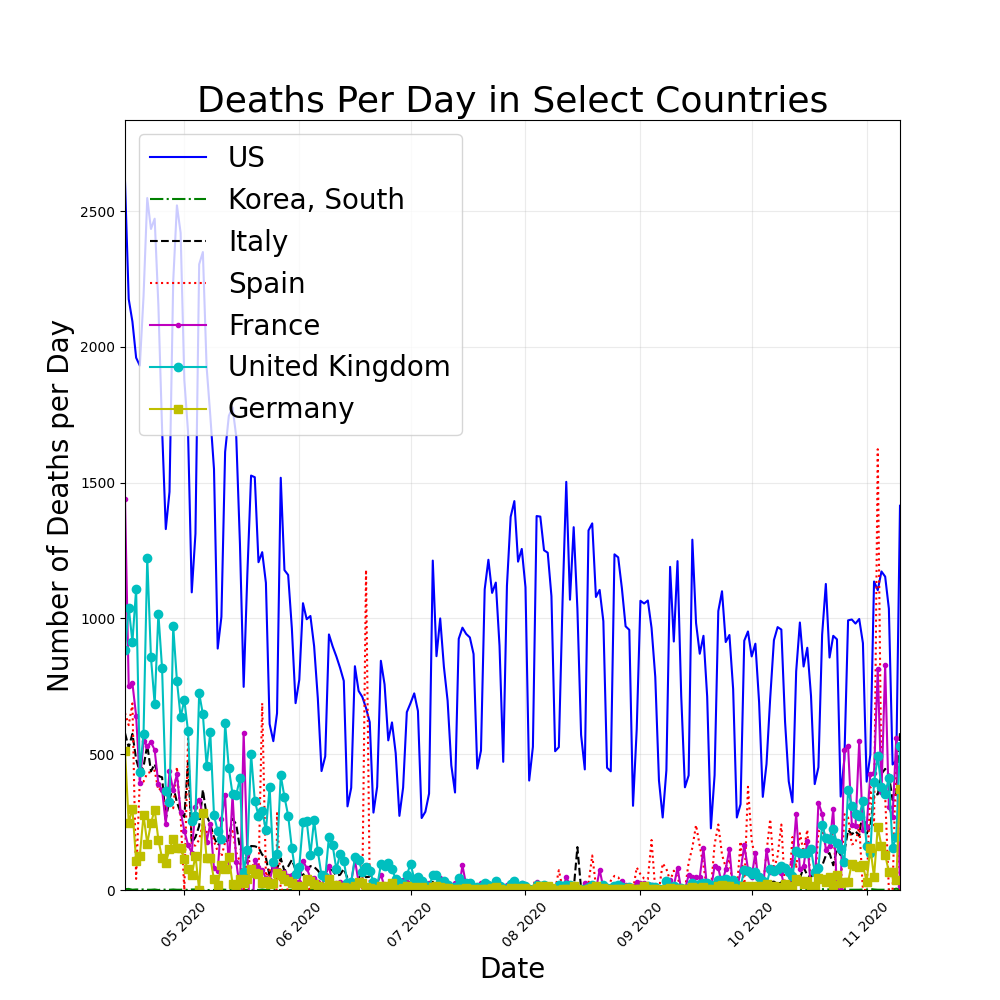 Deaths Per Day in Select Countries
US
Korea, South
Italy
Spain
France
United Kingdom
Germany
Number of Deaths per Day
2500
2000
1500
1000
500
0
05 2020
06 2020
07 2020
08 2020
09 2020
10 2020
11 2020
Date